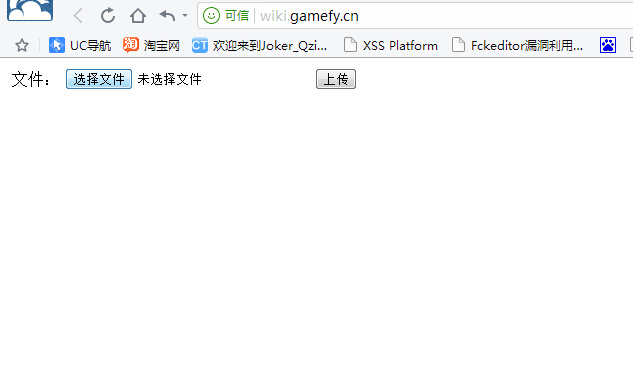 可信 wiki.gamefy.cn
UC导航 淘 淘宝网 CT 欢迎来到Joker_Qzi... XSS Platform Fckeditor漏洞利用...
文件： 选择文件 未选择文件 上传